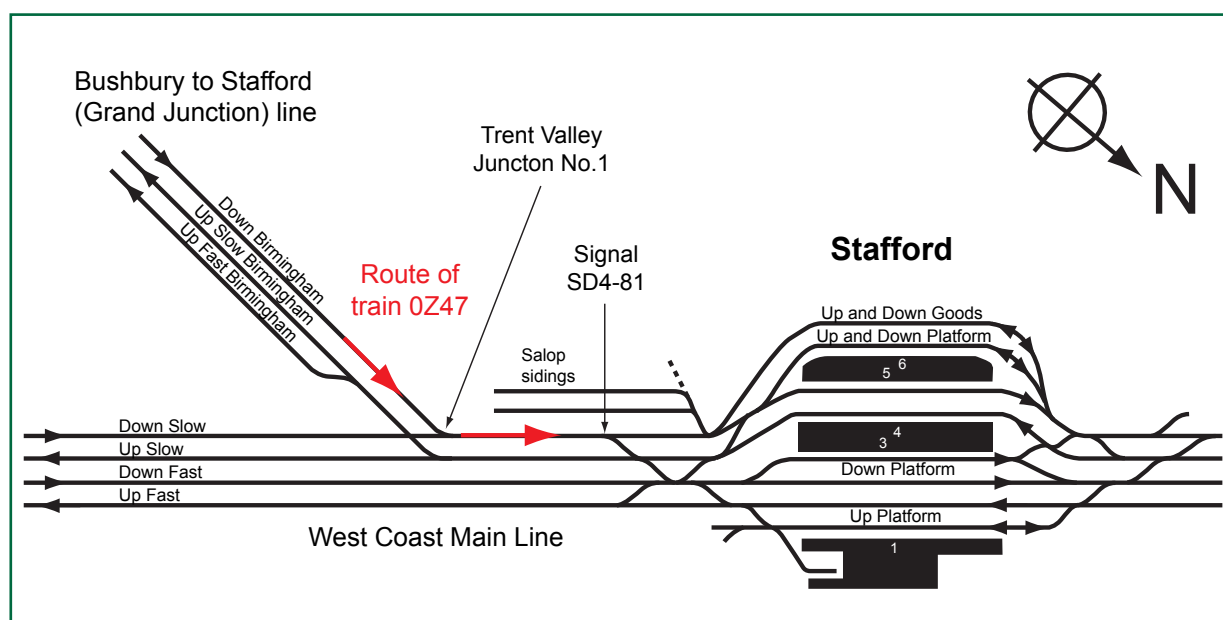 Bushbury to Stafford
(Grand Junction) line
Trent Valley
Juncton No.1
N
Down Birmingham
Up Slow Birmingham
Up Fast Birmingham
Route of
train 0Z47
Signal
SD4-81
Stafford
Up and Down Goods
Up and Down Platform
Salop
sidings
6
5
Down Slow
Up Slow
Down Fast
Up Fast
4
3
Down Platform
Up Platform
West Coast Main Line
1